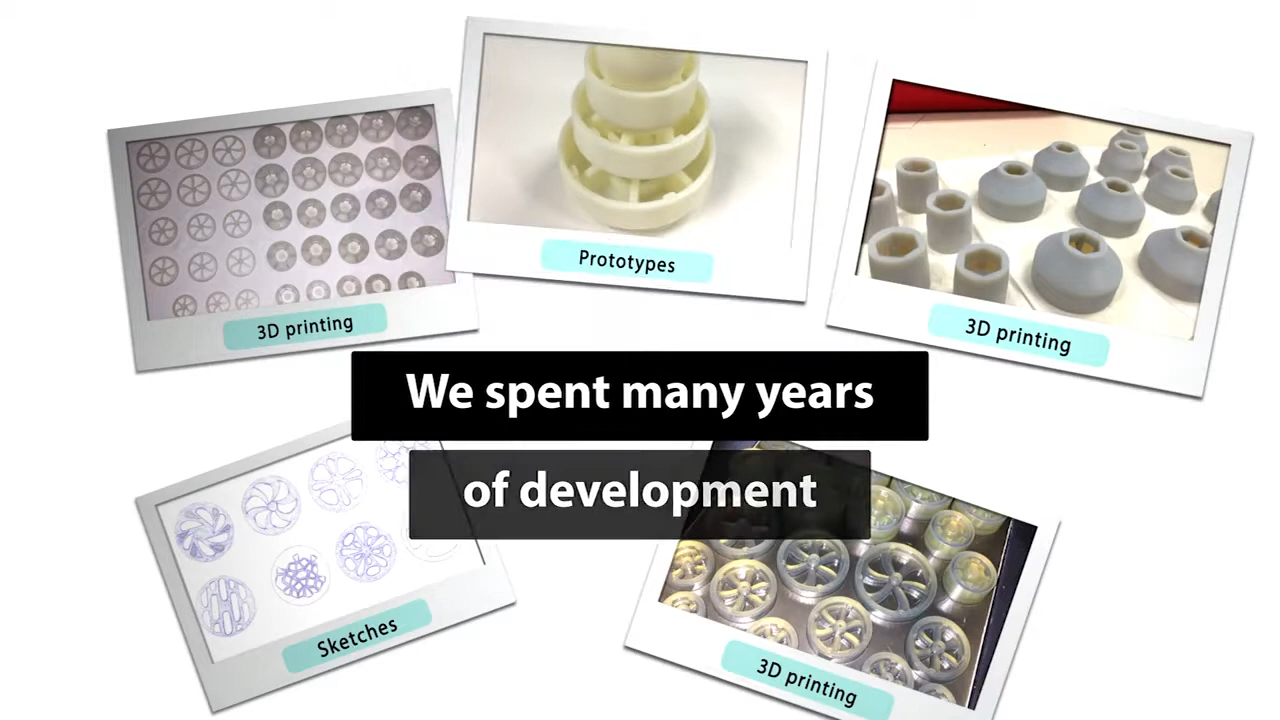 Prototypes
3D printing
3D printing
We spent many years
of development
Sketches
3D printing